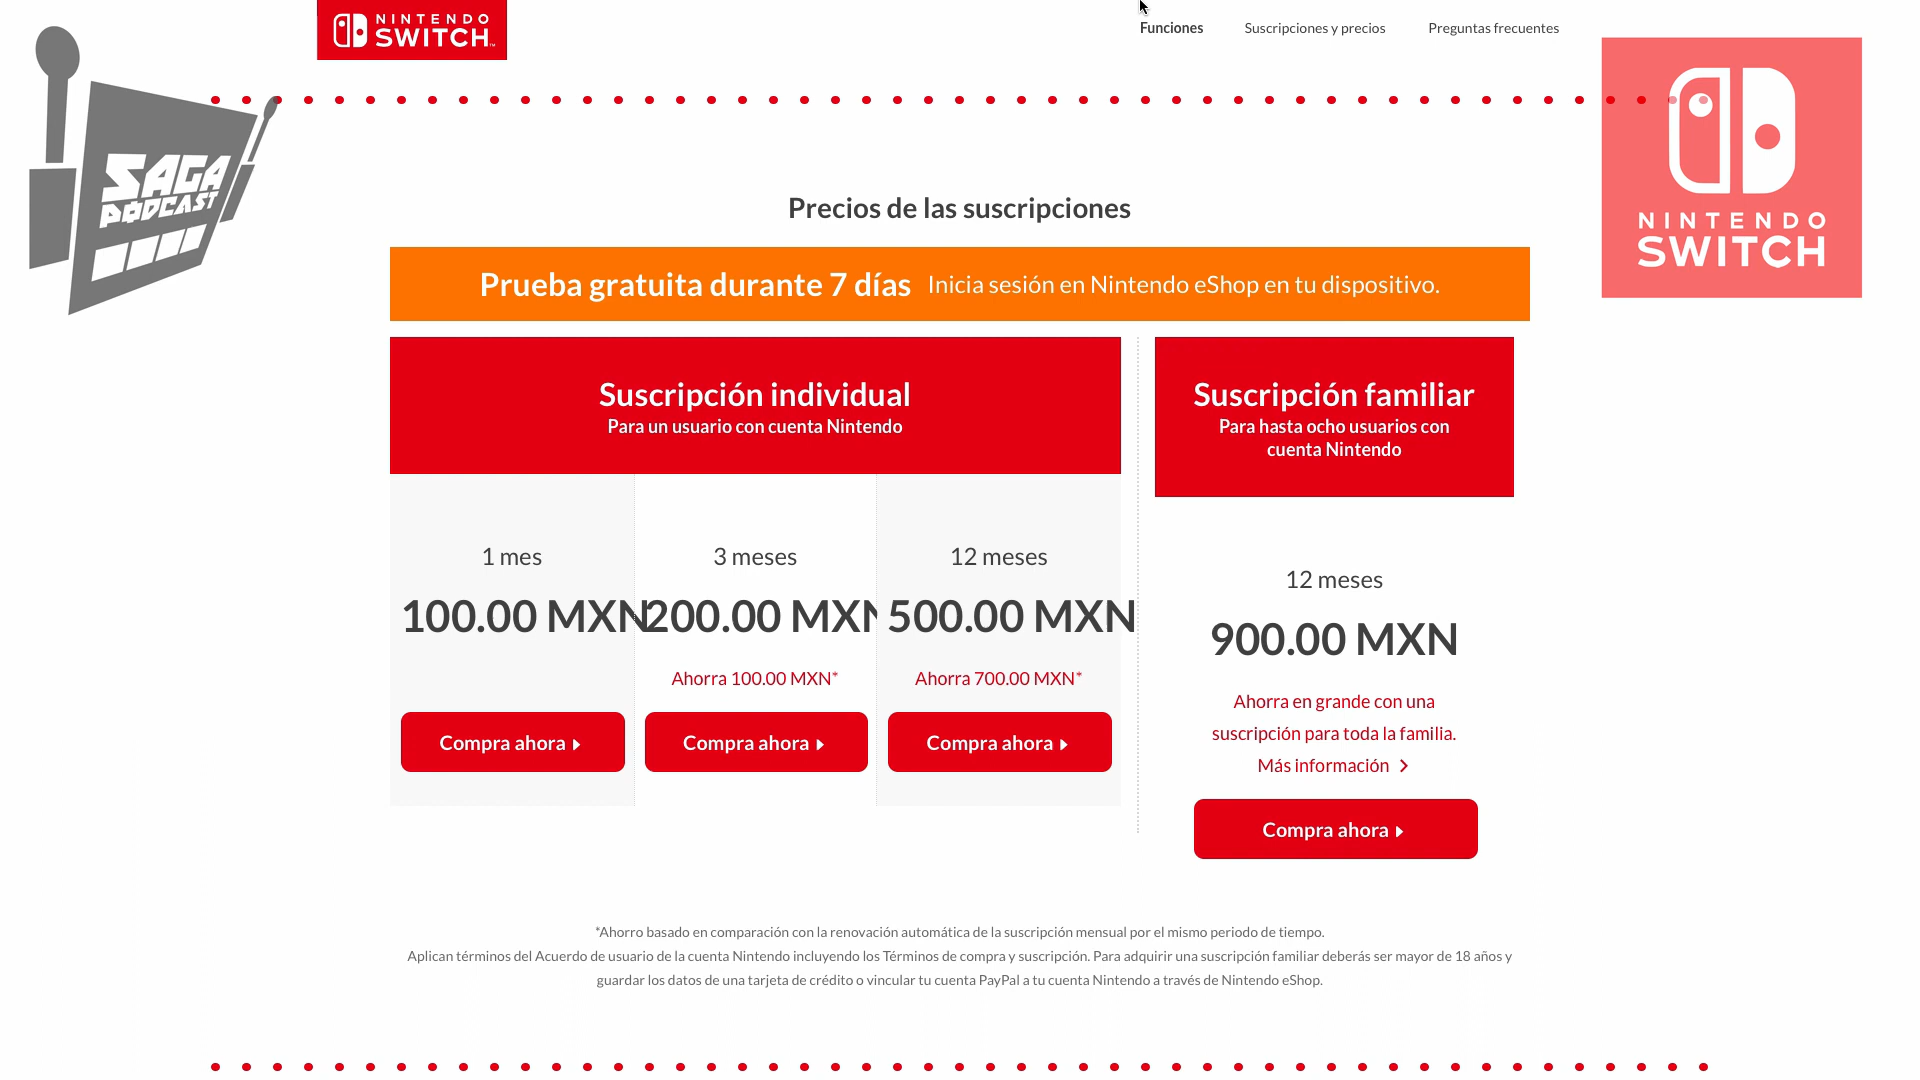 NINTENDO
SWITCH
Funciones
Suscripciones y precios
Preguntas frecuentes
SAGA
PODCAST
NINTENDO
SWITCH
Precios de las suscripciones
Prueba gratuita durante 7 días Inicia sesión en Nintendo eShop en tu dispositivo.
Suscripción individual
Para un usuario con cuenta Nintendo
1 mes
100.00 MXN
Compra ahora
3 meses
200.00 MXN
Ahorra 100.00 MXN*
Compra ahora
12 meses
500.00 MXN
Ahorra 700.00 MXN*
Compra ahora
Suscripción familiar
Para hasta ocho usuarios con
cuenta Nintendo
12 meses
900.00 MXN
Ahorra en grande con una
suscripción para toda la familia.
Más información
Compra ahora
*Ahorro basado en comparación con la renovación automática de la suscripción mensual por el mismo periodo de tiempo.
Aplican términos del Acuerdo de usuario de la cuenta Nintendo incluyendo los Términos de compra y suscripción. Para adquirir una suscripción familiar deberás ser mayor de 18 años y
guardar los datos de una tarjeta de crédito o vincular tu cuenta PayPal a tu cuenta Nintendo a través de Nintendo eShop.